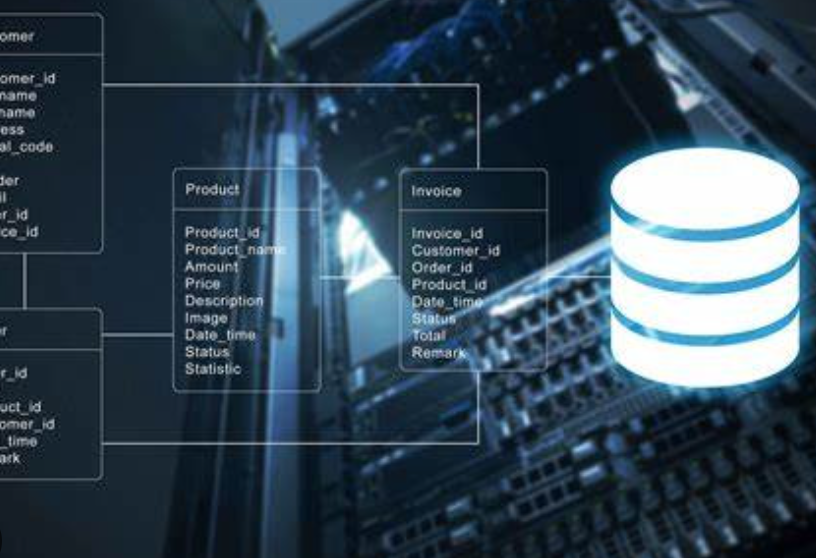 omer
omer_id
name
name
ess
al_code
der
il
er_id
ice_id
Product
Product_id
Product_name
Amount
Price
Description
Image
Date_time
Status
Statistic
Invoice
Invoice_id
Customer_id
Order_id
Product_id
Date_time
Status
Total
Remark
er
r_id
uct_id
omer_id
_time
ark